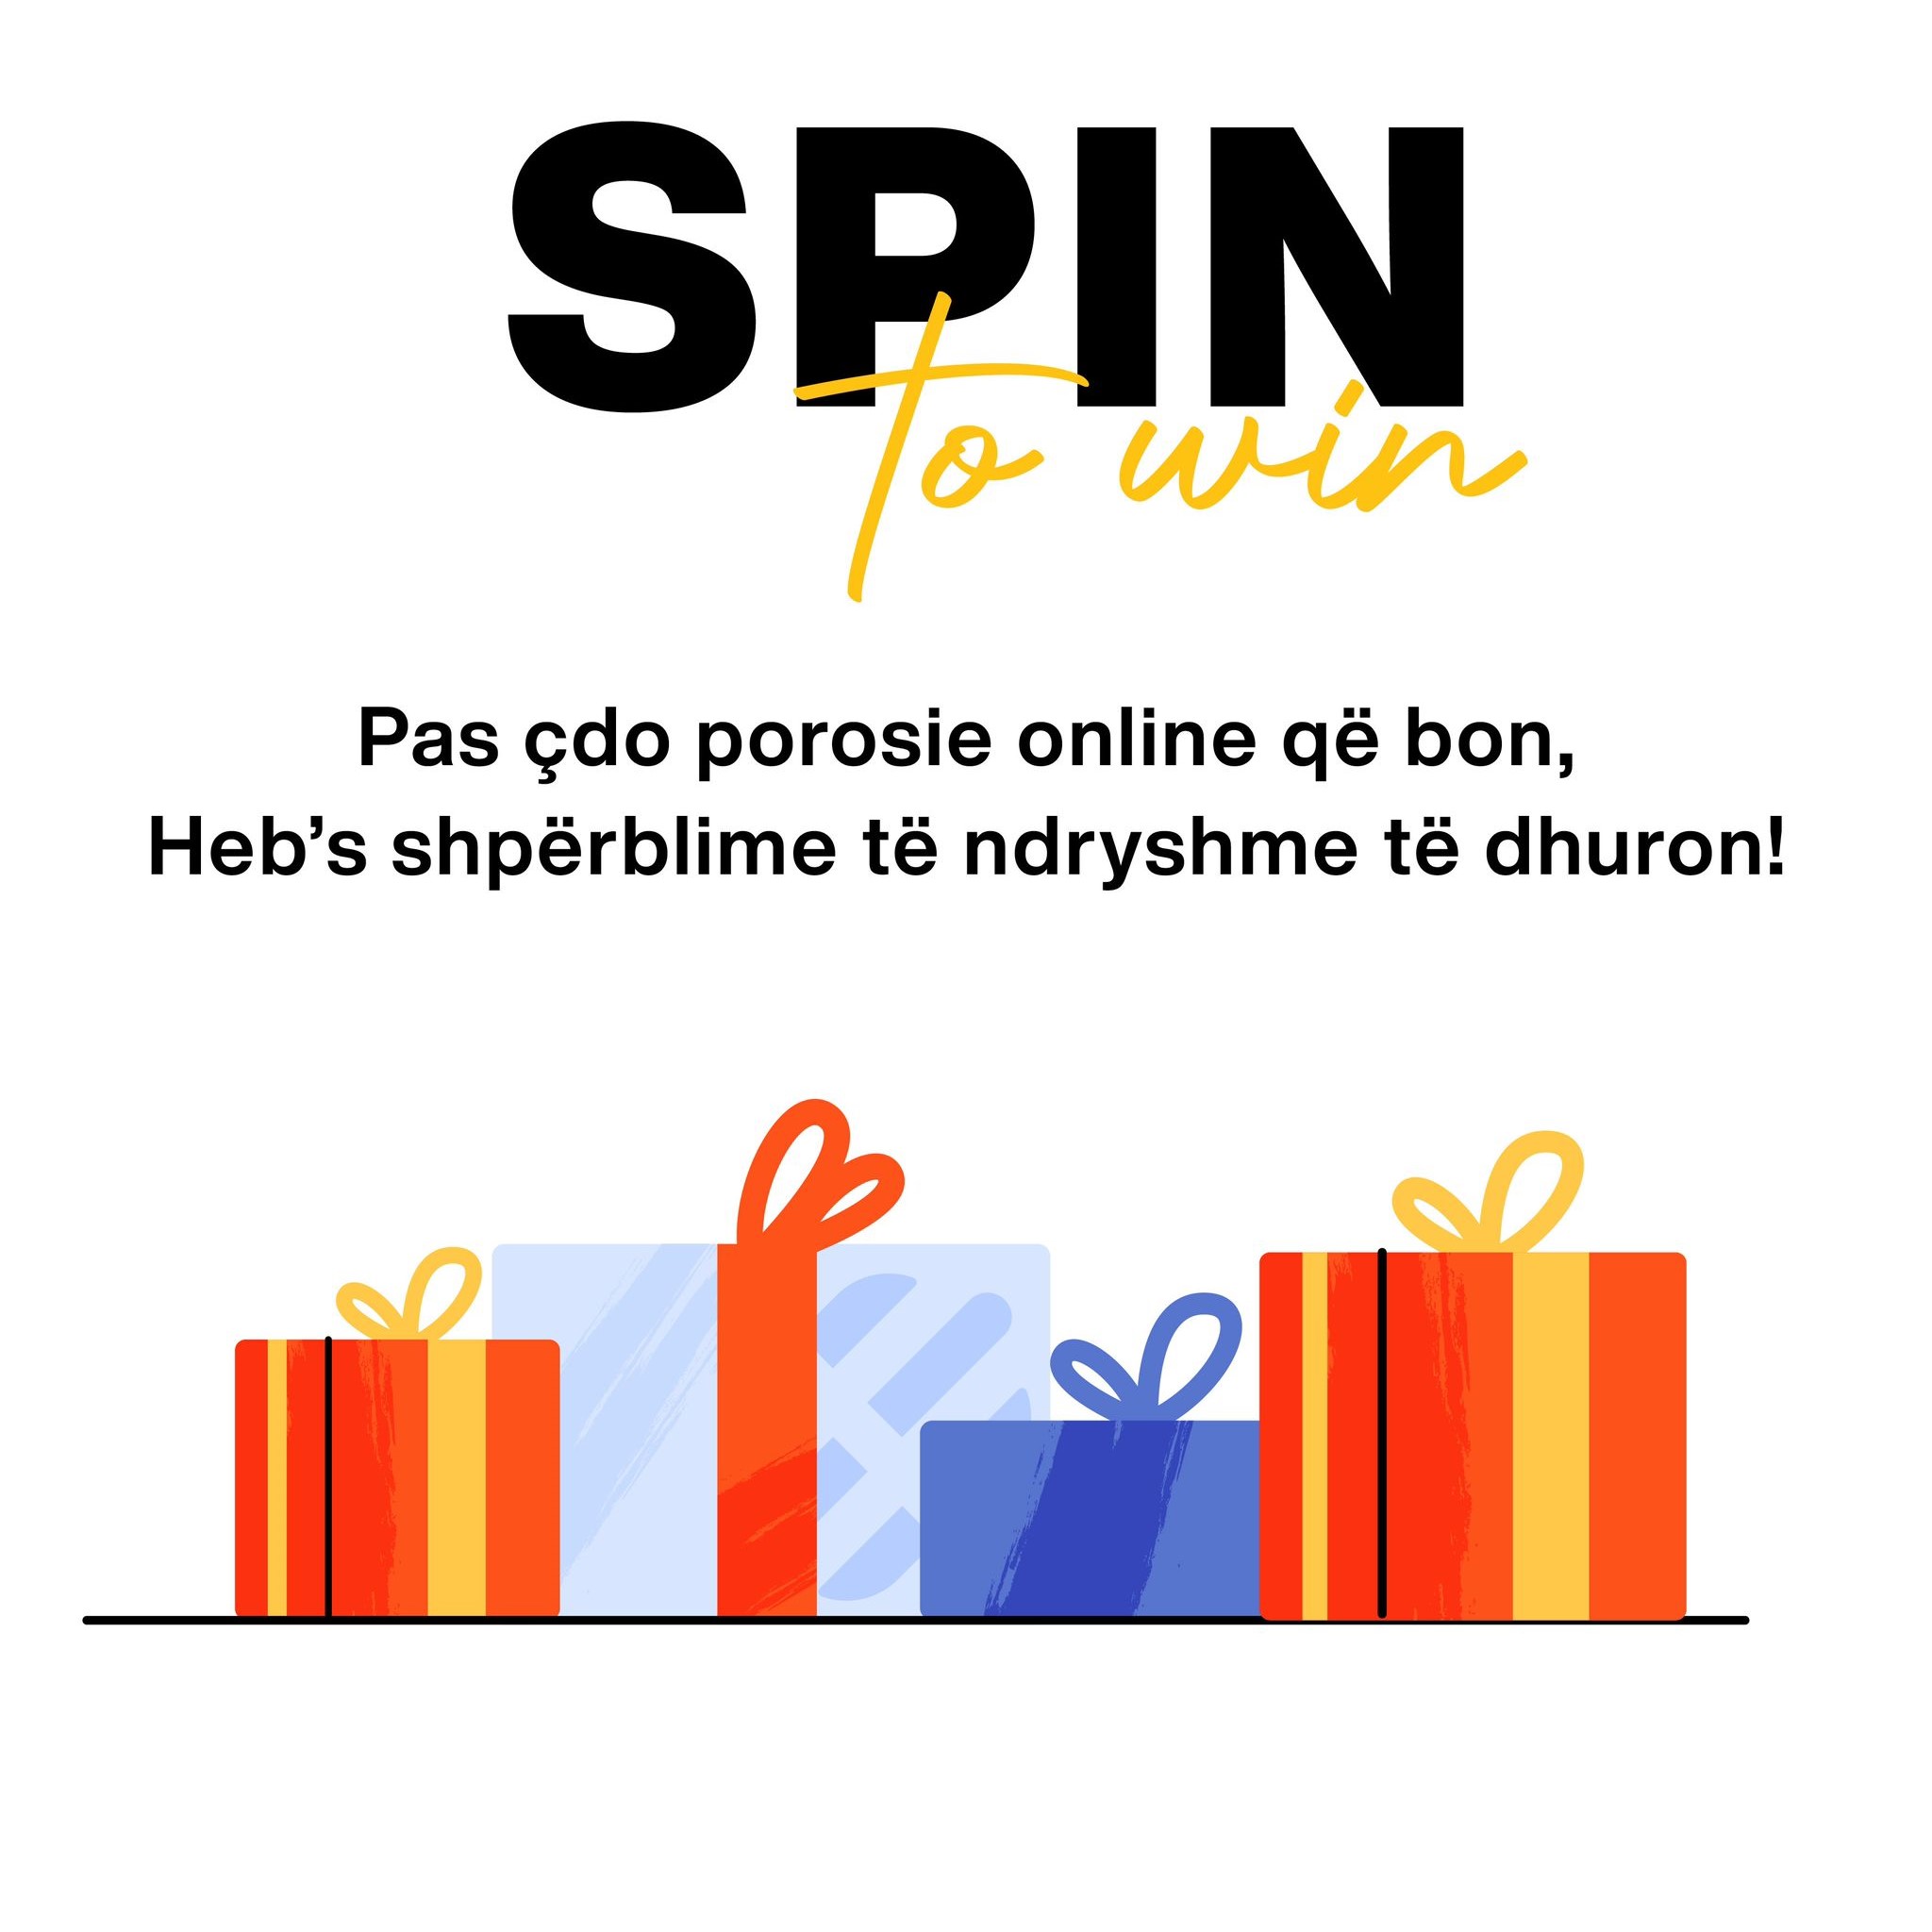 SPIN
To win
Pas çdo porosie online që bon,
Heb’s shpërblime të ndryshme të dhuron!